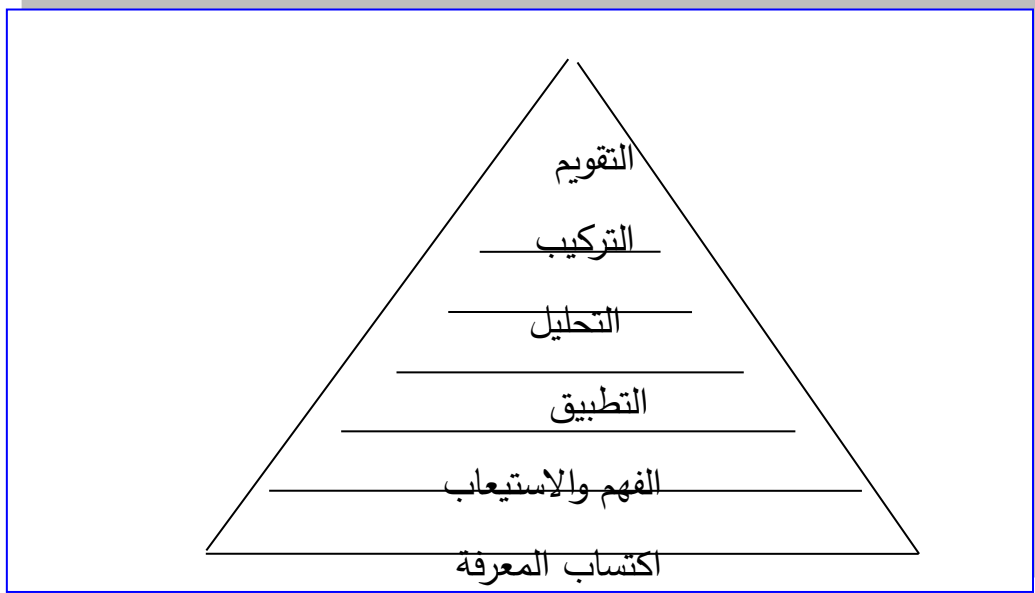 التقويم
التركيب
التحليل
التطبيق
الفهم والاستيعاب
اكتساب المعرفة